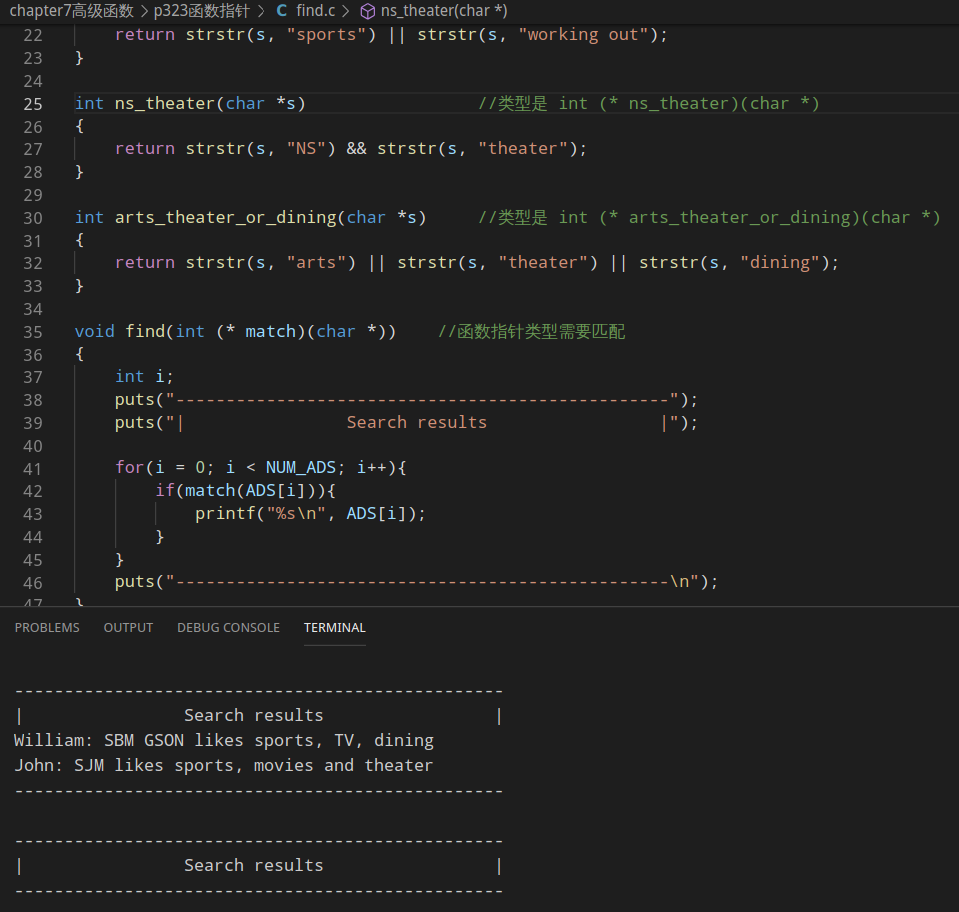 chapter7高级函数 > p323函数指针 > C find.c > ns_theater(char *)
22 return strstr(s, "sports") || strstr(s, "working out");
23 }
24
25 int ns_theater(char *s) //类型是 int (* ns_theater)(char *)
26 {
27 return strstr(s, "NS") && strstr(s, "theater");
28 }
29
30 int arts_theater_or_dining(char *s) //类型是 int (* arts_theater_or_dining)(char *)
31 {
32 return strstr(s, "arts") || strstr(s, "theater") || strstr(s, "dining");
33 }
34
35 void find(int (* match)(char *)) //函数指针类型需要匹配
36 {
37 int i;
38 puts("--------------------------------------------------");
39 puts("| Search results |");
40
41 for(i = 0; i < NUM_ADS; i++){
42 if(match(ADS[i])){
43 printf("%s\n", ADS[i]);
44 }
45 }
46 puts("--------------------------------------------------\n");
47 }
PROBLEMS OUTPUT DEBUG CONSOLE TERMINAL
-------------------------------------------------
| Search results |
William: SBM GSON likes sports, TV, dining
John: SJM likes sports, movies and theater
-------------------------------------------------
-------------------------------------------------
| Search results |
-------------------------------------------------